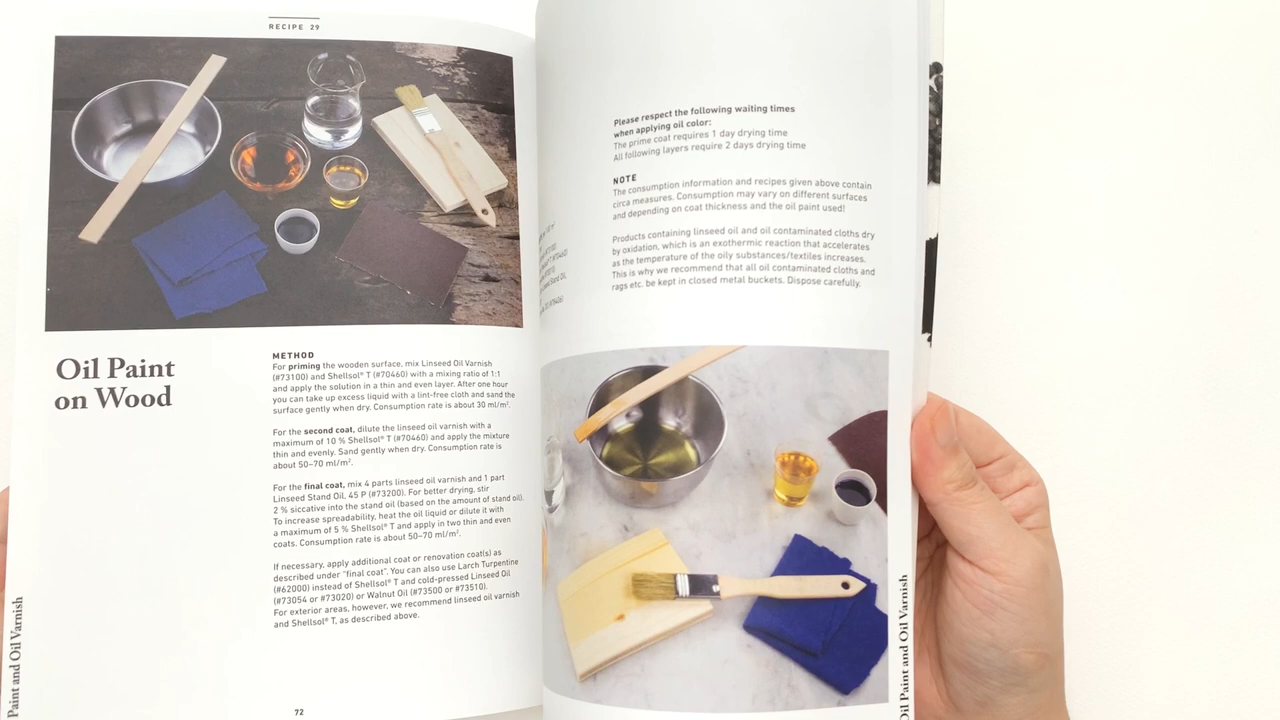 RECIPE 29
Oil Paint
on Wood
METHOD
For priming the wooden surface, mix Linseed Oil Varnish
(#73100) and Shellsol® T (#70460) with a mixing ratio of 1:1
and apply the solution in a thin and even layer. After one hour
you can take up excess liquid with a lint-free cloth and sand the
surface gently when dry. Consumption rate is about 30 ml/m².
For the second coat, dilute the linseed oil varnish with a
maximum of 10 % Shellsol® T (#70460) and apply the mixture
thin and evenly. Sand gently when dry. Consumption rate is
about 50–70 ml/m².
For the final coat, mix 4 parts linseed oil varnish and 1 part
Linseed Stand Oil, 45 P (#73200). For better drying, stir
2 % siccative into the stand oil (based on the amount of stand oil).
To increase spreadability, heat the oil liquid or dilute it with
a maximum of 5 % Shellsol® T and apply in two thin and even
coats. Consumption rate is about 50–70 ml/m².
If necessary, apply additional coat or renovation coat(s) as
described under “final coat”. You can also use Larch Turpentine
(#62000) instead of Shellsol® T and cold-pressed Linseed Oil
(#73054 or #73020) or Walnut Oil (#73500 or #73510).
For exterior areas, however, we recommend linseed oil varnish
and Shellsol® T, as described above.
72
Paint and Oil Varnish
Please respect the following waiting times
when applying oil color:
The prime coat requires 1 day drying time
All following layers require 2 days drying time
NOTE
The consumption information and recipes given above contain
circa measures. Consumption may vary on different surfaces
and depending on coat thickness and the oil paint used!
Products containing linseed oil and oil contaminated cloths dry
by oxidation, which is an exothermic reaction that accelerates
as the temperature of the oily substances/textiles increases.
This is why we recommend that all oil contaminated cloths and
rags etc. be kept in closed metal buckets. Dispose carefully.
Oil Paint and Oil Varnish